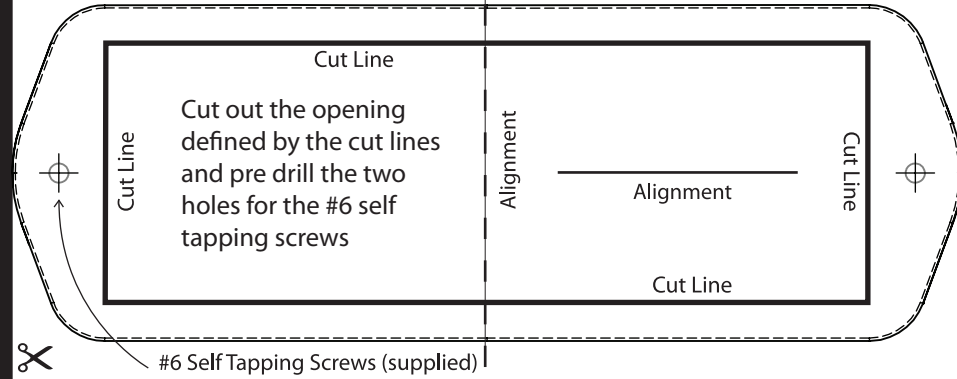 Cut Line
Cut out the opening
defined by the cut lines
and pre drill the two
holes for the #6 self
tapping screws
Cut Line
Alignment
Alignment
Cut Line
Cut Line
#6 Self Tapping Screws (supplied)